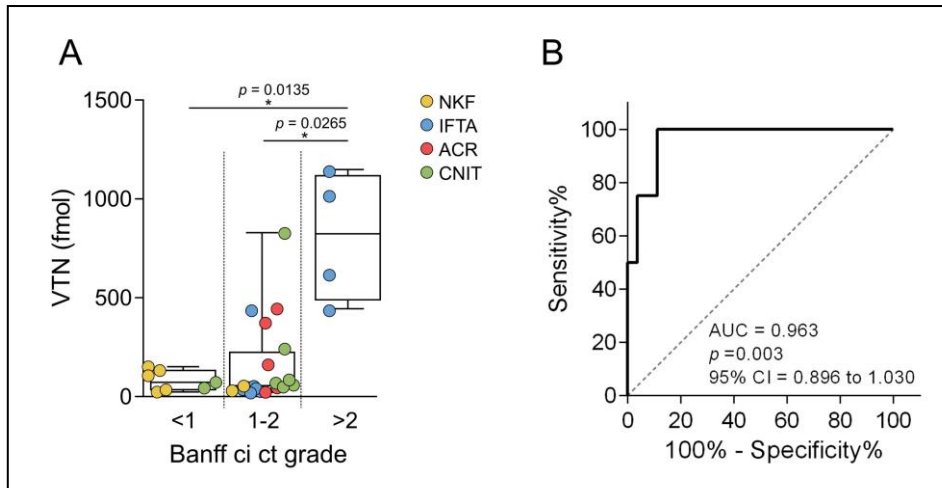 A
p = 0.0135
*
p = 0.0265
*
1500
1000
500
0
VTN (fmol)
<1
1-2
>2
Banff ci ct grade
NKF
IFTA
ACR
CNIT
B
100
80
60
40
20
0
Sensitivity%
AUC = 0.963
p =0.003
95% CI = 0.896 to 1.030
0
20
40
60
80
100
100% - Specificity%